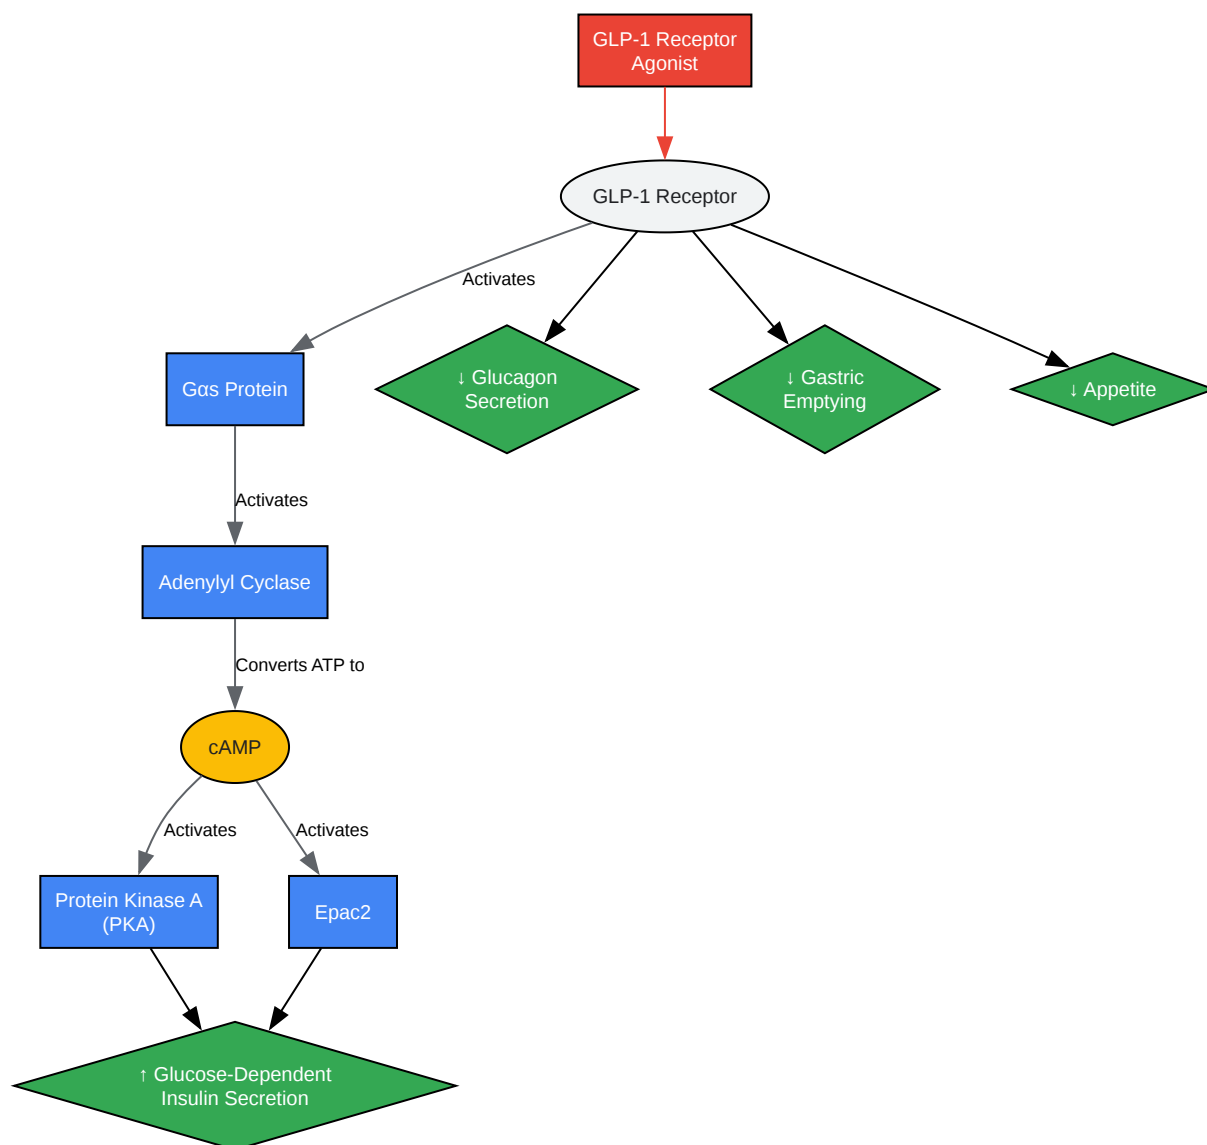 GLP-1 Receptor
Agonist
GLP-1 Receptor
Activates
Gαs Protein
↓ Glucagon
Secretion
↓ Gastric
Emptying
↓ Appetite
Activates
Adenylyl Cyclase
Converts ATP to
cAMP
Activates
Activates
Protein Kinase A
(PKA)
Epac2
↑ Glucose-Dependent
Insulin Secretion